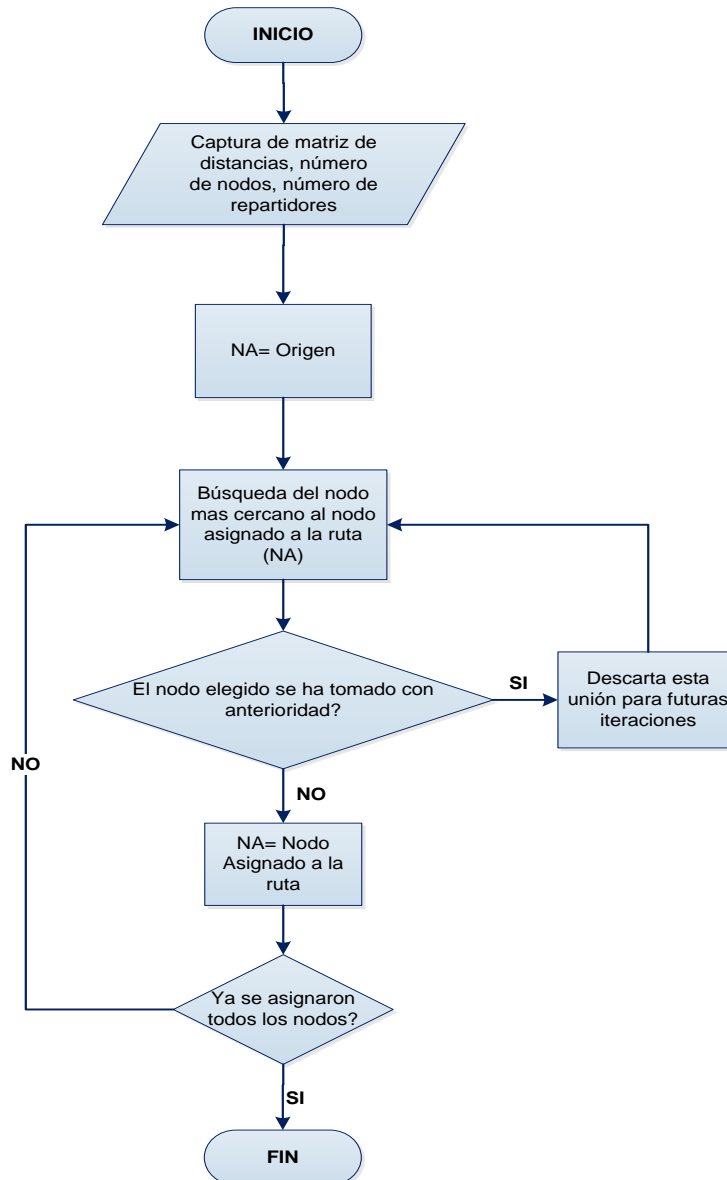 INICIO
Captura de matriz de
distancias, número
de nodos, número de
repartidores
NA= Origen
Búsqueda del nodo
mas cercano al nodo
asignado a la ruta
(NA)
El nodo elegido se ha tomado con
anterioridad?
SI
Descarta esta
unión para futuras
iteraciones
NO
NO
NA= Nodo
Asignado a la
ruta
Ya se asignaron
todos los nodos?
SI
FIN